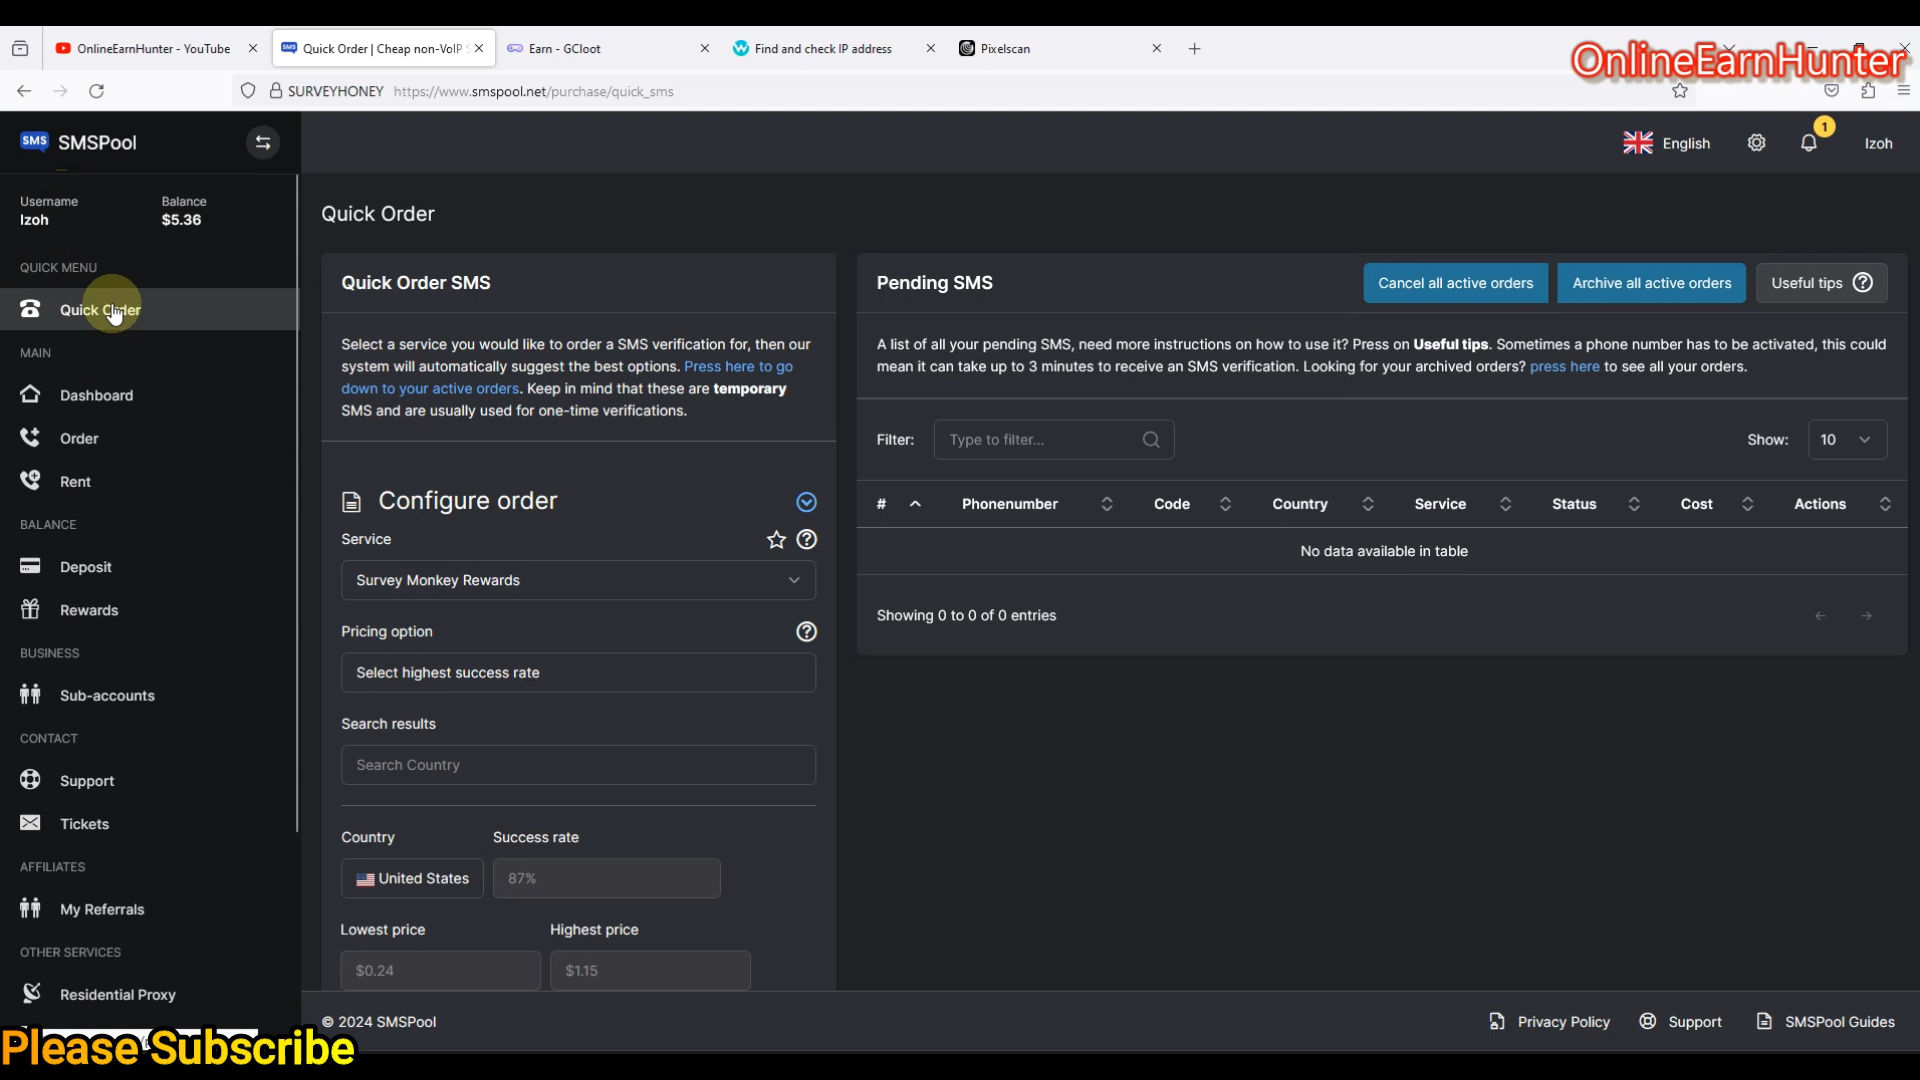 OnlineEarnHunter - YouTube
Quick Order | Cheap non-VoIP S
Earn - GCloot
Find and check IP address
Pixelscan
OnlineEarnHunter
SURVEYHONEY https://www.smspool.net/purchase/quick_sms
SMS SMSPool
English
1
Izoh
Username
Balance
Izoh
$5.36
QUICK MENU
Quick Order
MAIN
Dashboard
Order
Rent
BALANCE
Deposit
Rewards
BUSINESS
Sub-accounts
CONTACT
Support
Tickets
AFFILIATES
My Referrals
OTHER SERVICES
Residential Proxy
Please Subscribe
Quick Order
Quick Order SMS
Select a service you would like to order a SMS verification for, then our
system will automatically suggest the best options. Press here to go
down to your active orders. Keep in mind that these are temporary
SMS and are usually used for one-time verifications.
Configure order
Service
Survey Monkey Rewards
Pricing option
Select highest success rate
Search results
Search Country
Country
Success rate
United States
87%
Lowest price
Highest price
$0.24
$1.15
Pending SMS
Cancel all active orders
Archive all active orders
Useful tips
A list of all your pending SMS, need more instructions on how to use it? Press on Useful tips. Sometimes a phone number has to be activated, this could
mean it can take up to 3 minutes to receive an SMS verification. Looking for your archived orders? press here to see all your orders.
Filter:
Type to filter...
Show:
10
# Phonenumber Code Country Service Status Cost Actions
No data available in table
Showing 0 to 0 of 0 entries
© 2024 SMSPool
Privacy Policy
Support
SMSPool Guides